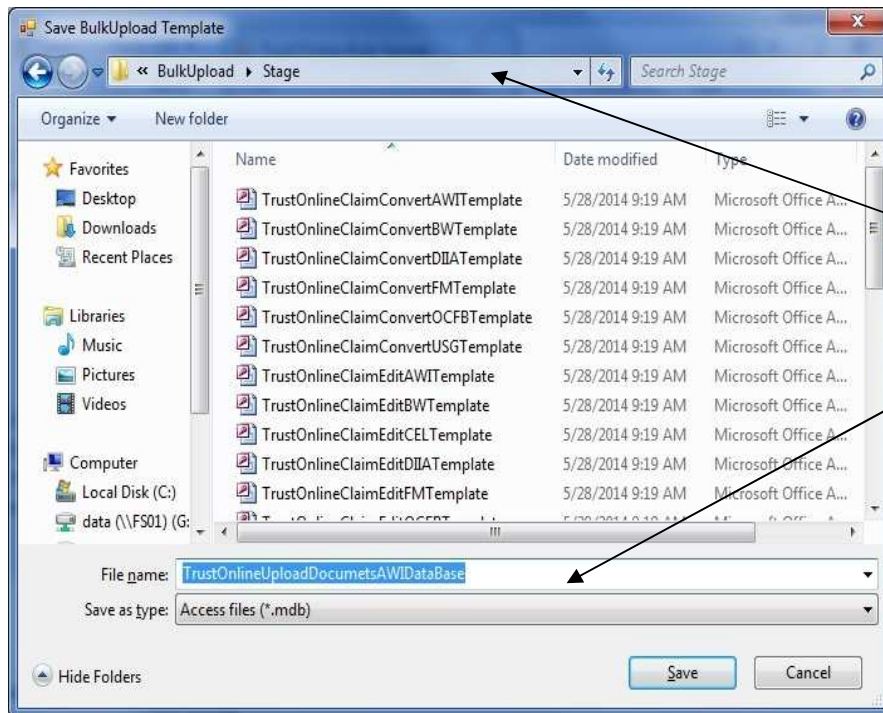 Save BulkUpload Template
« BulkUpload ▸ Stage
Search Stage
Organize
New folder
Favorites
Desktop
Downloads
Recent Places
Libraries
Music
Pictures
Videos
Computer
Local Disk (C:)
data (\\FS01) (G:
Name Date modified Type
TrustOnlineClaimConvertAWITemplate 5/28/2014 9:19 AM Microsoft Office A...
TrustOnlineClaimConvertBWTemplate 5/28/2014 9:19 AM Microsoft Office A...
TrustOnlineClaimConvertDIIATemplate 5/28/2014 9:19 AM Microsoft Office A...
TrustOnlineClaimConvertFMTemplate 5/28/2014 9:19 AM Microsoft Office A...
TrustOnlineClaimConvertOCFBTemplate 5/28/2014 9:19 AM Microsoft Office A...
TrustOnlineClaimConvertUSGTemplate 5/28/2014 9:19 AM Microsoft Office A...
TrustOnlineClaimEditAWITemplate 5/28/2014 9:19 AM Microsoft Office A...
TrustOnlineClaimEditBWTemplate 5/28/2014 9:19 AM Microsoft Office A...
TrustOnlineClaimEditCELTemplate 5/28/2014 9:19 AM Microsoft Office A...
TrustOnlineClaimEditDIIATemplate 5/28/2014 9:19 AM Microsoft Office A...
TrustOnlineClaimEditFMTemplate 5/28/2014 9:19 AM Microsoft Office A...
File name: TrustOnlineUploadDocumetsAWIDataBase
Save as type: Access files (*.mdb)
Hide Folders
Save
Cancel